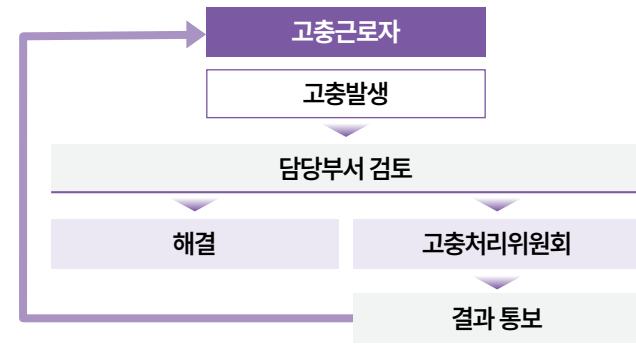 고충근로자
고충발생
담당부서 검토
해결
고충처리위원회
결과 통보